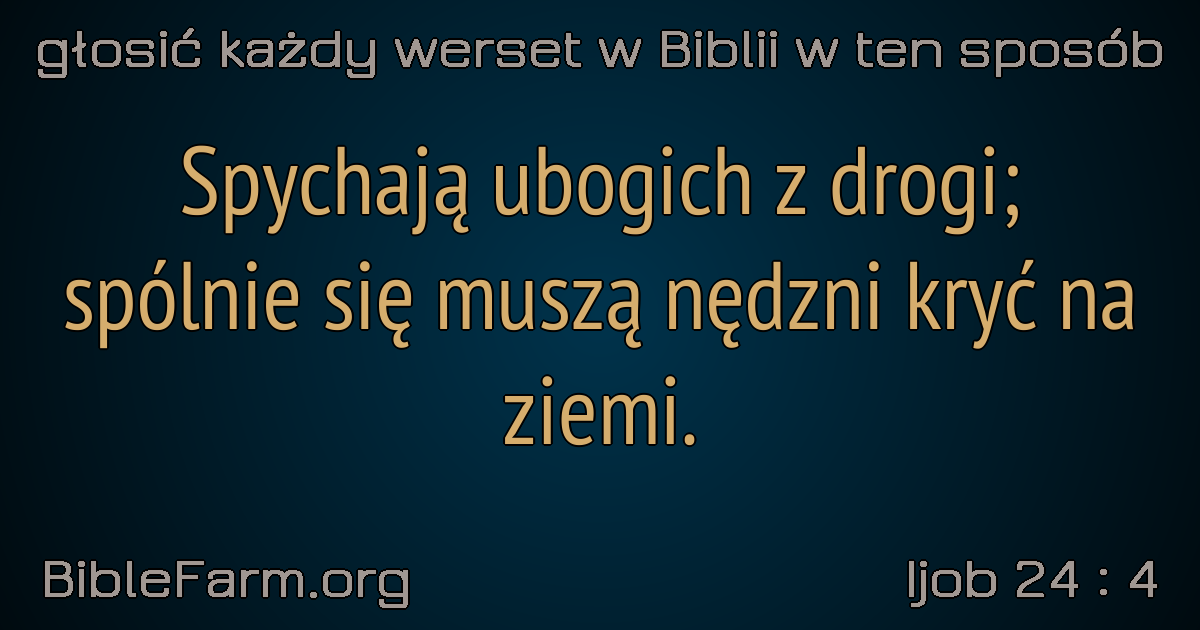 głosić każdy werset w Biblii w ten sposób
Spychają ubogich z drogi;
spólnie się muszą nędzni kryć na
ziemi.
BibleFarm.org
Ijob 24 : 4